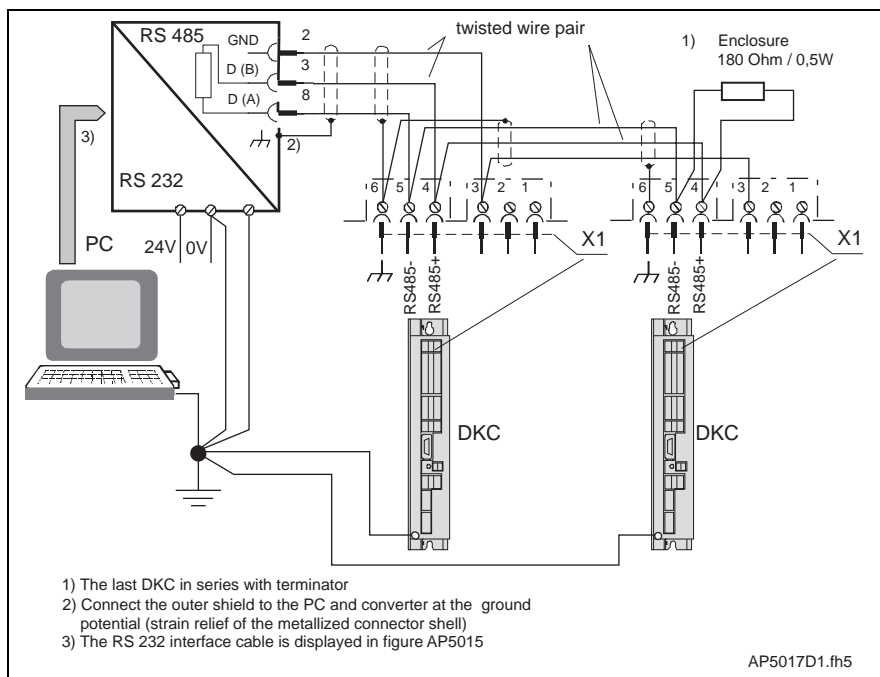 RS 485
GND
2
D (B)
3
D (A)
8
2)
3)
RS 232
twisted wire pair
1) Enclosure
180 Ohm / 0,5W
6 5 4 3 2 1
6 5 4 3 2 1
X1
X1
PC
24V
0V
RS485-
RS485+
RS485-
RS485+
DKC
DKC
1) The last DKC in series with terminator
2) Connect the outer shield to the PC and converter at the ground
potential (strain relief of the metallized connector shell)
3) The RS 232 interface cable is displayed in figure AP5015
AP5017D1.fh5